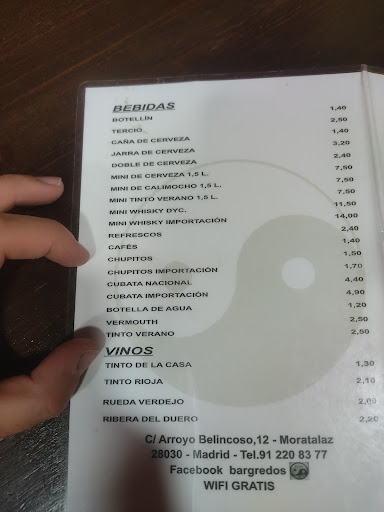 BEBIDAS
BOTELLÍN 1,40
TERCIO 2,50
CAÑA DE CERVEZA 1,40
JARRA DE CERVEZA 3,20
DOBLE DE CERVEZA 2,40
MINI DE CERVEZA 1,5 L. 7,50
MINI DE CALIMOCHO 1,5 L. 7,50
MINI TINTO VERANO 1,5 L. 7,50
MINI WHISKY DYC. 11,50
MINI WHISKY IMPORTACIÓN 14,00
REFRESCOS 2,40
CAFÉS 1,40
CHUPITOS 1,50
CHUPITOS IMPORTACIÓN 1,70
CUBATA NACIONAL 4,40
CUBATA IMPORTACIÓN 4,90
BOTELLA DE AGUA 1,20
VERMOUTH 2,50
TINTO VERANO 2,50
VINOS
TINTO DE LA CASA 1,30
TINTO RIOJA 2,10
RUEDA VERDEJO 2,00
RIBERA DEL DUERO 2,20
C/ Arroyo Belincoso,12 - Moratalaz
28030 - Madrid - Tel.91 220 83 77
Facebook bargredos
WIFI GRATIS